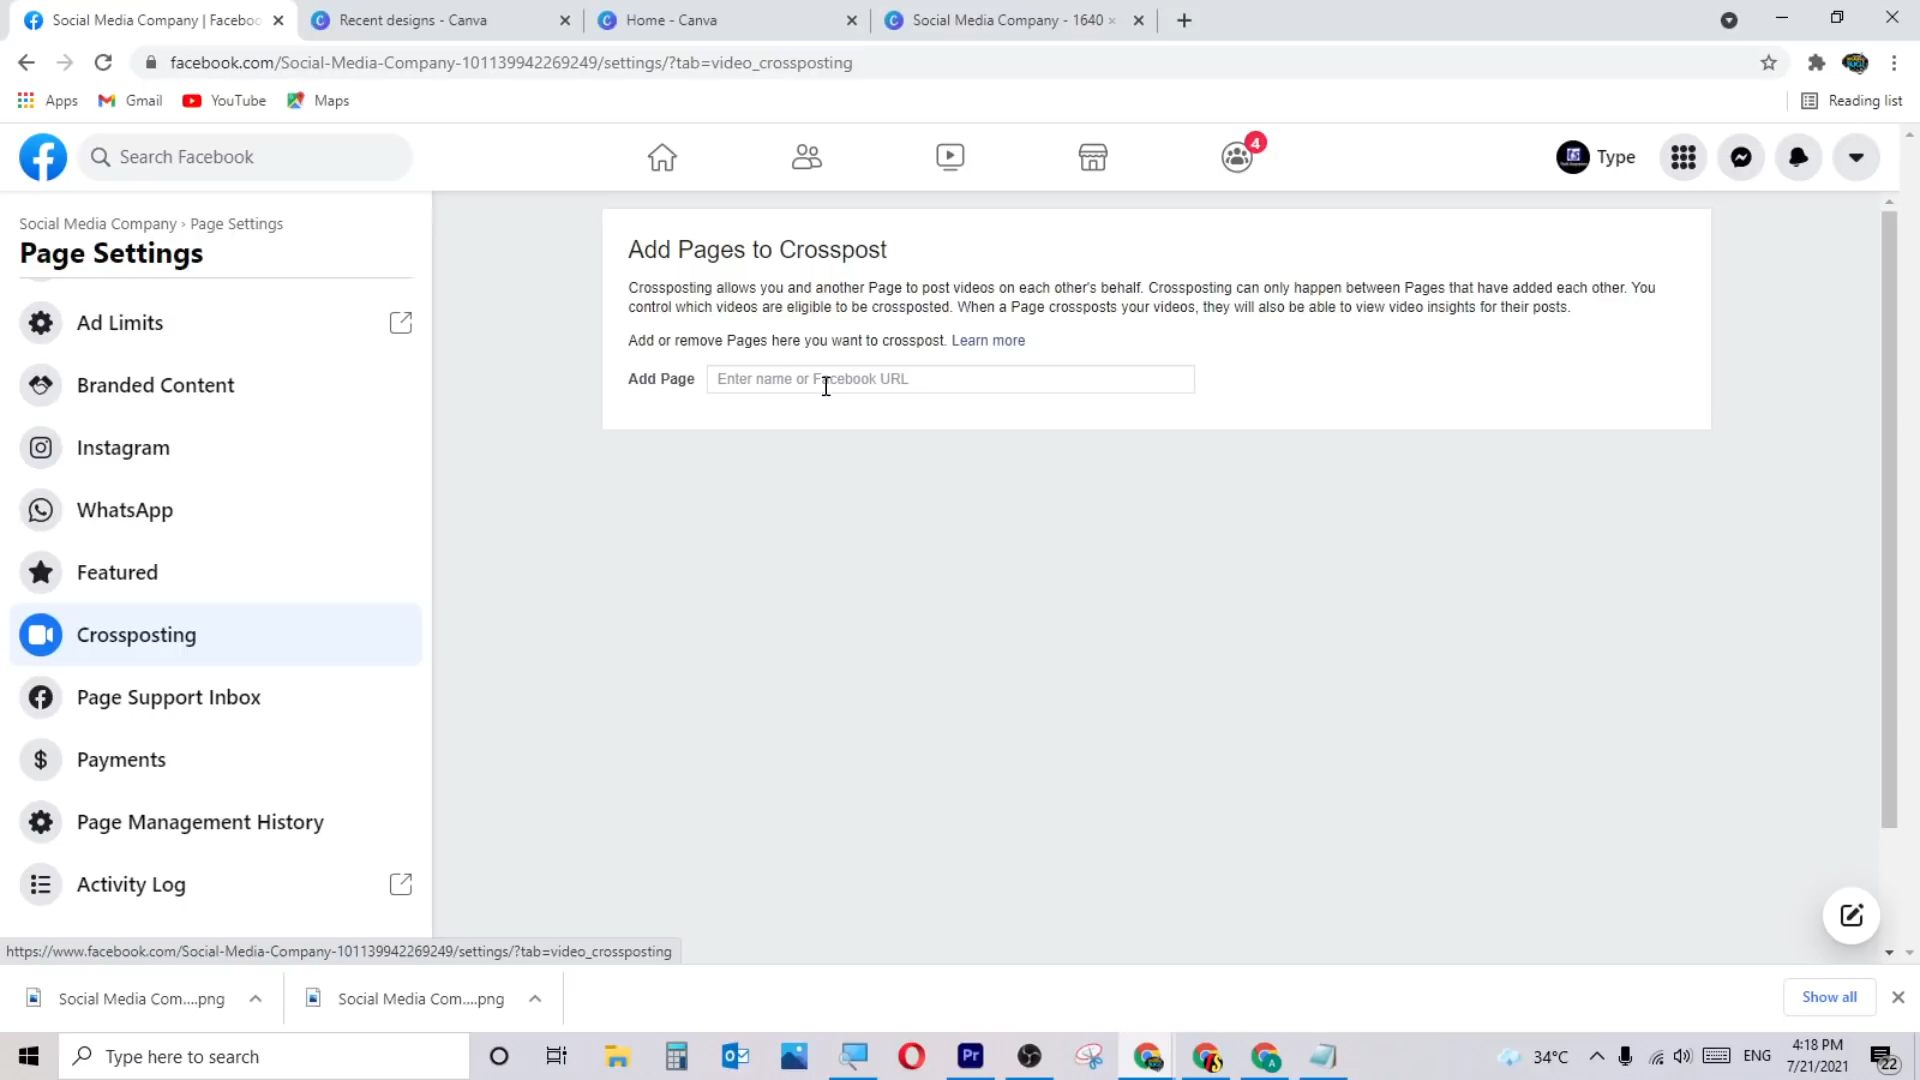 Social Media Company | Faceboo
Recent designs - Canva
Home - Canva
Social Media Company - 1640 ×
facebook.com/Social-Media-Company-101139942269249/settings/?tab=video_crossposting
Apps
Gmail
YouTube
Maps
Reading list
Search Facebook
4
Type
Social Media Company › Page Settings
Page Settings
Ad Limits
Branded Content
Instagram
WhatsApp
Featured
Crossposting
Page Support Inbox
Payments
Page Management History
Activity Log
Add Pages to Crosspost
Crossposting allows you and another Page to post videos on each other's behalf. Crossposting can only happen between Pages that have added each other. You
control which videos are eligible to be crossposted. When a Page crossposts your videos, they will also be able to view video insights for their posts.
Add or remove Pages here you want to crosspost. Learn more
Add Page
Enter name or Facebook URL
https://www.facebook.com/Social-Media-Company-101139942269249/settings/?tab=video_crossposting
Social Media Com....png
Social Media Com....png
Show all
Type here to search
Pr
34°C
ENG
4:18 PM
7/21/2021
22